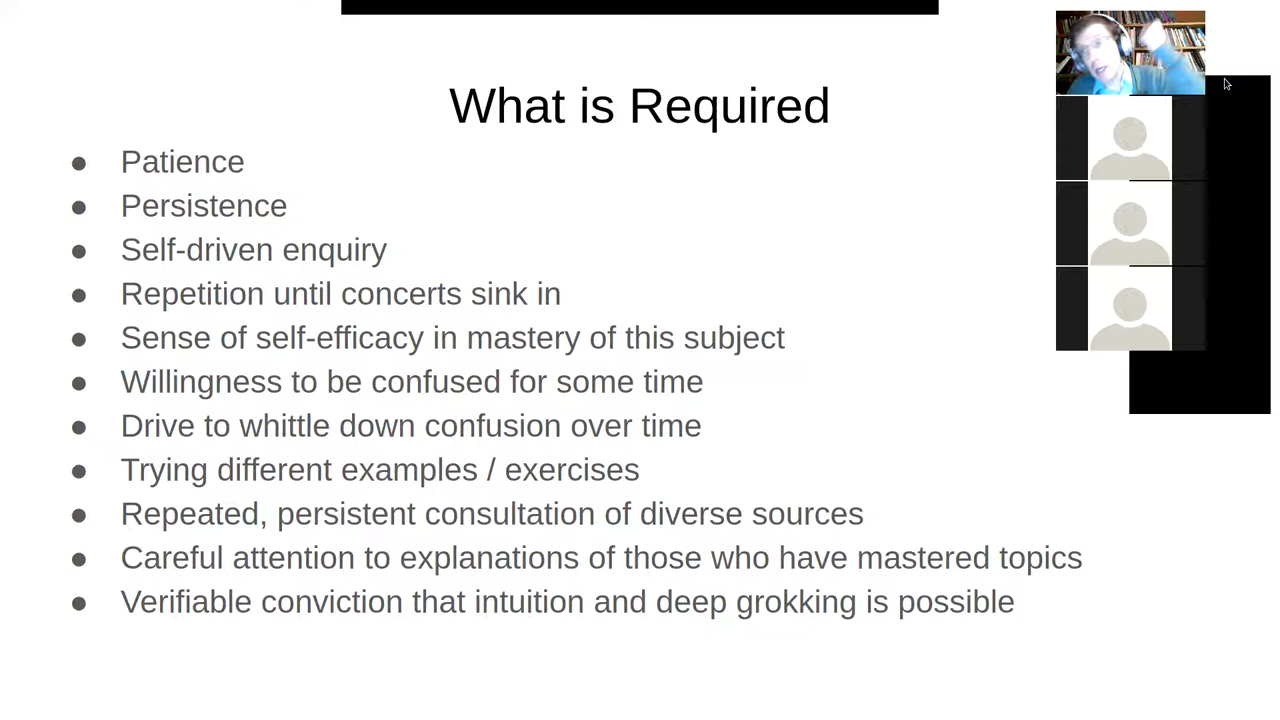 What is Required
● Patience
● Persistence
● Self-driven enquiry
● Repetition until concerts sink in
● Sense of self-efficacy in mastery of this subject
● Willingness to be confused for some time
● Drive to whittle down confusion over time
● Trying different examples / exercises
● Repeated, persistent consultation of diverse sources
● Careful attention to explanations of those who have mastered topics
● Verifiable conviction that intuition and deep grokking is possible